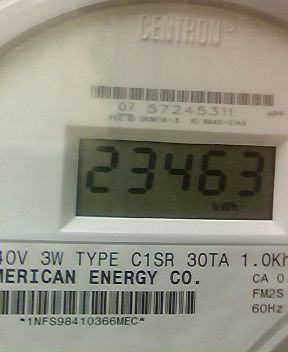 CENTRON
07 57245311
HPP
23463
kWh
40V 3W TYPE C1SR 30TA 1.0Kh
MERICAN ENERGY CO.
CA 0.
FM2S
60Hz
*1NFS98410366MEC*